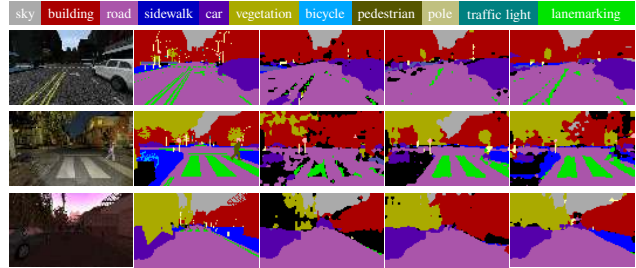 sky building road sidewalk car vegetation bicycle pedestrian pole traffic light lanemarking